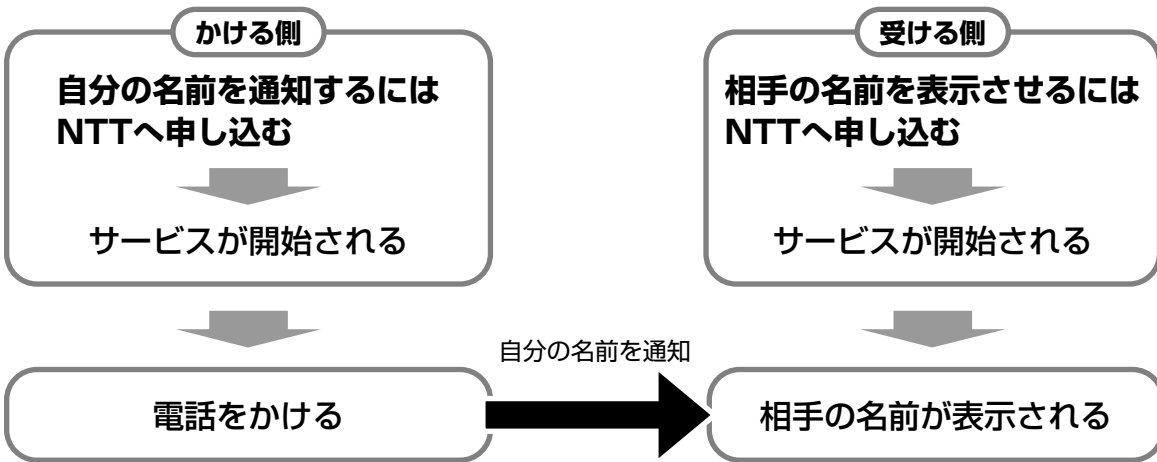 かける側
自分の名前を通知するには
NTTへ申し込む
サービスが開始される
電話をかける
自分の名前を通知
受ける側
相手の名前を表示させるには
NTTへ申し込む
サービスが開始される
相手の名前が表示される